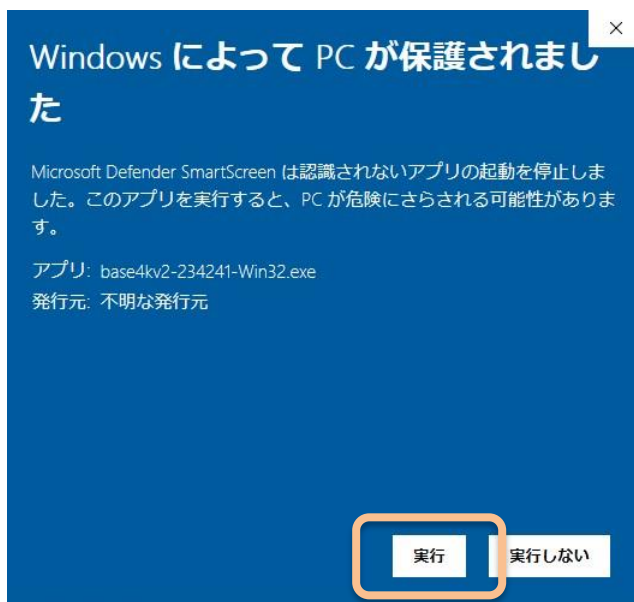 Windows によって PC が保護されまし
た
Microsoft Defender SmartScreen は認識されないアプリの起動を停止しま
した。このアプリを実行すると、PC が危険にさらされる可能性がありま
す。
アプリ: base4kv2-234241-Win32.exe
発行元: 不明な発行元
実行
実行しない